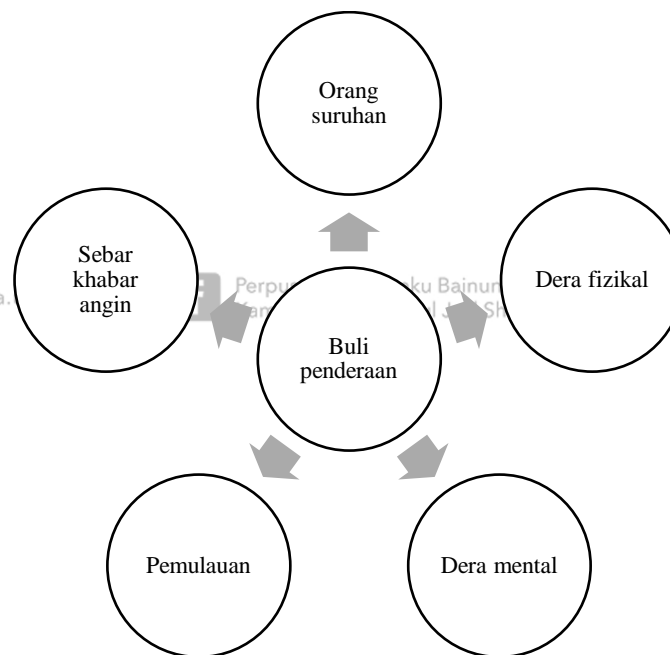 Orang
suruhan
Sebar
khabar
angin
Dera fizikal
Buli
penderaan
Pemulauan
Dera mental